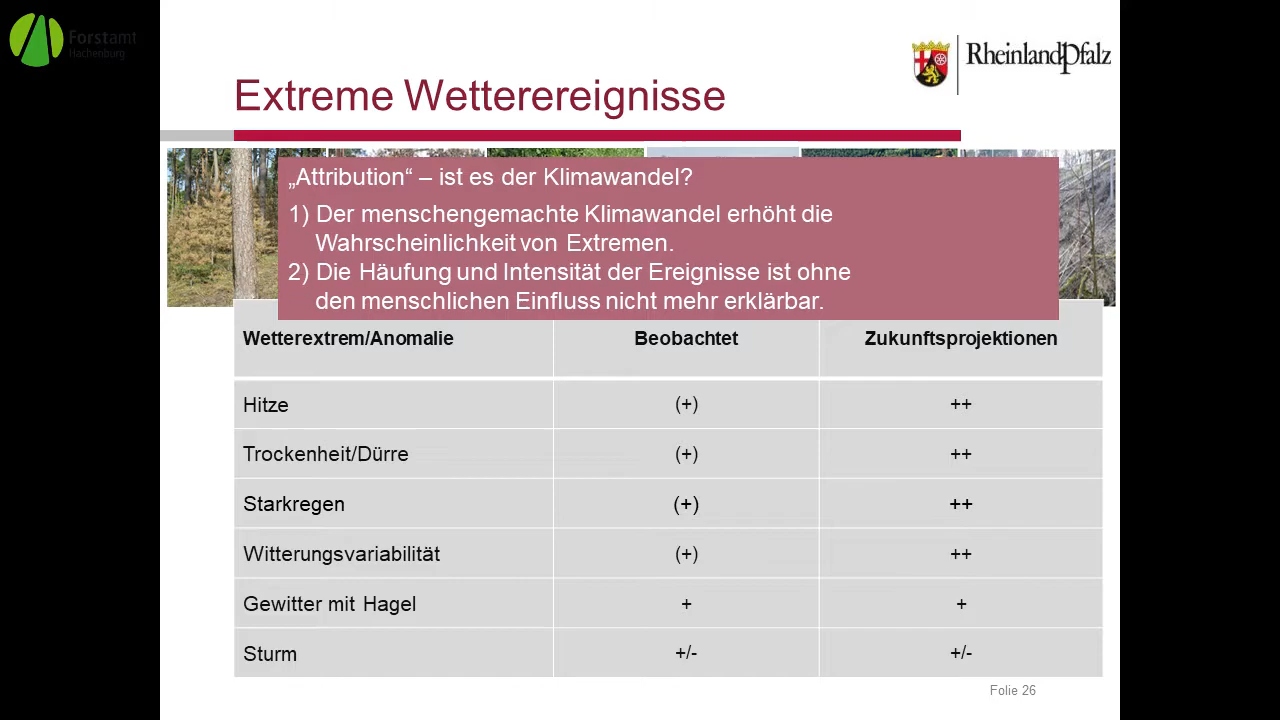 Forstamt
Hachenburg
RheinlandPfalz
Extreme Wetterereignisse
„Attribution“ – ist es der Klimawandel?
1) Der menschengemachte Klimawandel erhöht die
Wahrscheinlichkeit von Extremen.
2) Die Häufung und Intensität der Ereignisse ist ohne
den menschlichen Einfluss nicht mehr erklärbar.
Wetterextrem/Anomalie Beobachtet Zukunftsprojektionen
Hitze (+) ++
Trockenheit/Dürre (+) ++
Starkregen (+) ++
Witterungsvariabilität (+) ++
Gewitter mit Hagel + +
Sturm +/- +/-
Folie 26